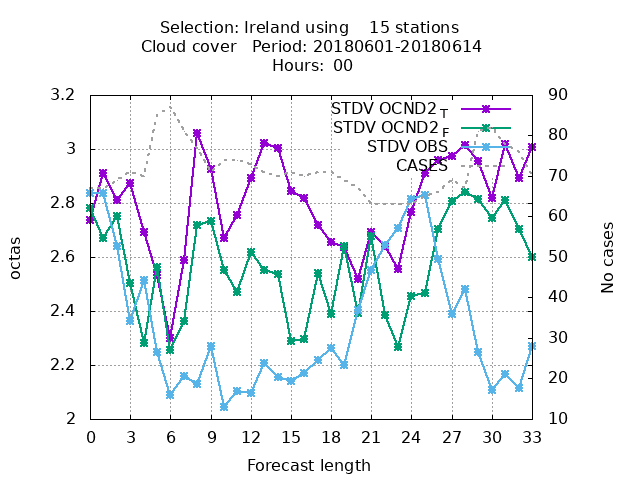 Selection: Ireland using    15 stations
Cloud cover   Period: 20180601-20180614
Hours:  00
3.2
3
2.8
2.6
2.4
2.2
2
octas
90
80
70
60
50
40
30
20
10
No cases
STDV OCND2 T
STDV OCND2 F
STDV OBS
CASES
0 3 6 9 12 15 18 21 24 27 30 33
Forecast length